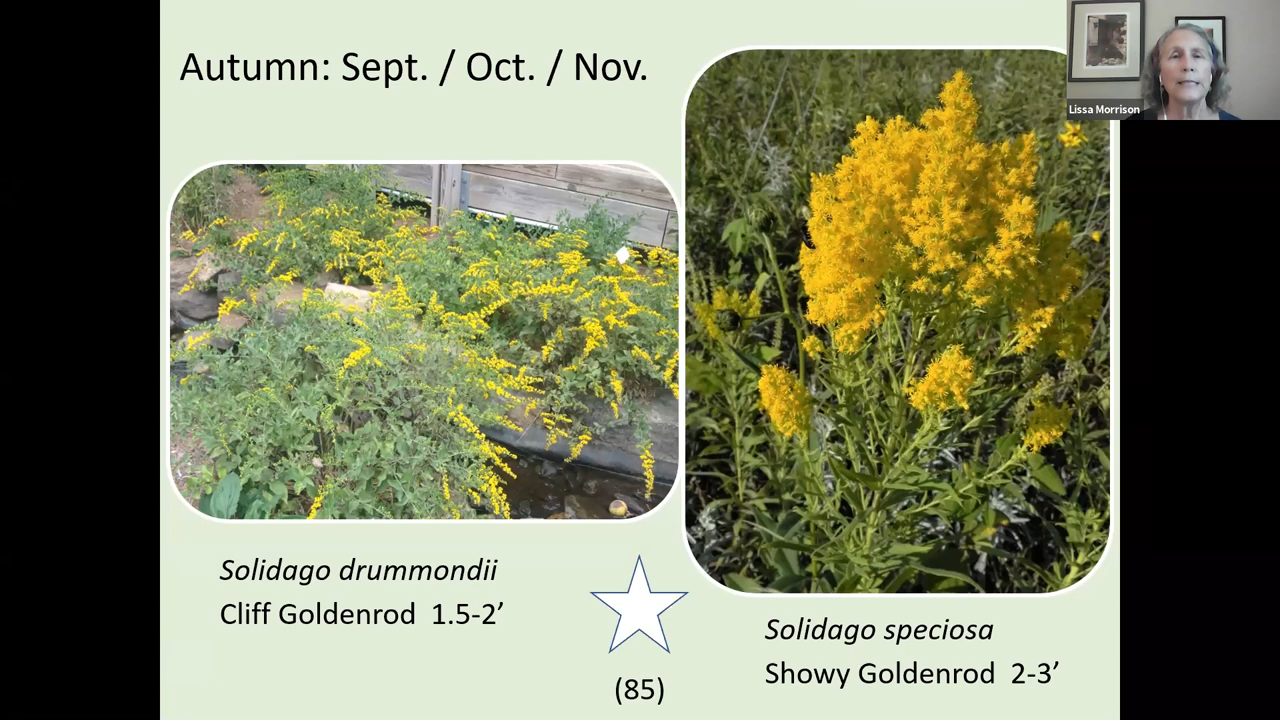 Autumn: Sept. / Oct. / Nov.
Lissa Morrison
Solidago drummondii
Cliff Goldenrod 1.5-2’
(85)
Solidago speciosa
Showy Goldenrod 2-3’